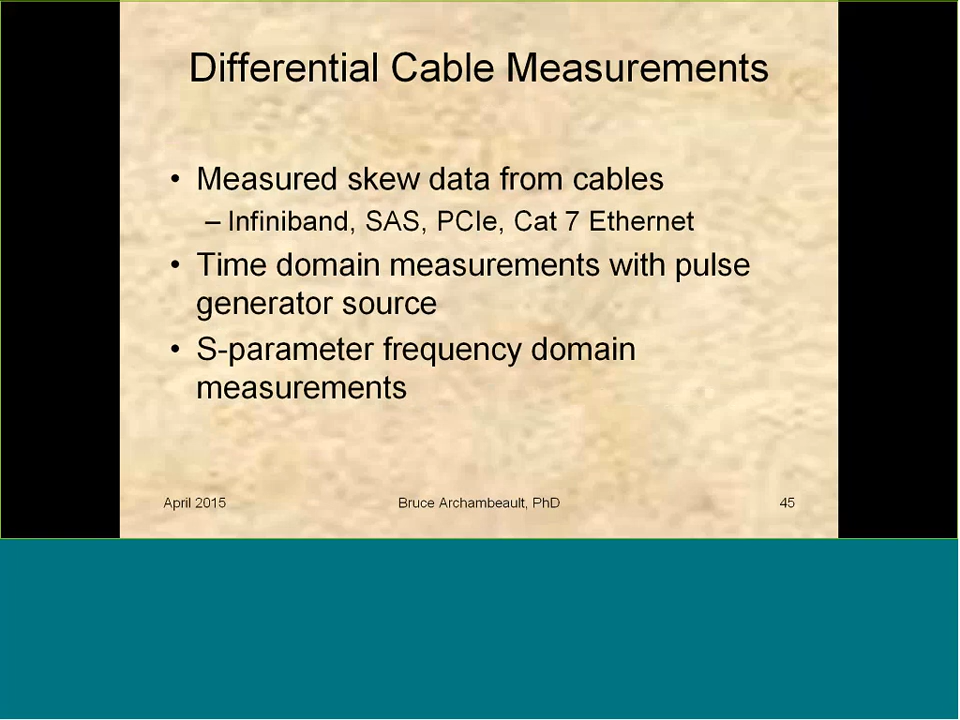 Differential Cable Measurements
• Measured skew data from cables
– Infiniband, SAS, PCIe, Cat 7 Ethernet
• Time domain measurements with pulse
generator source
• S-parameter frequency domain
measurements
April 2015
Bruce Archambeault, PhD
45